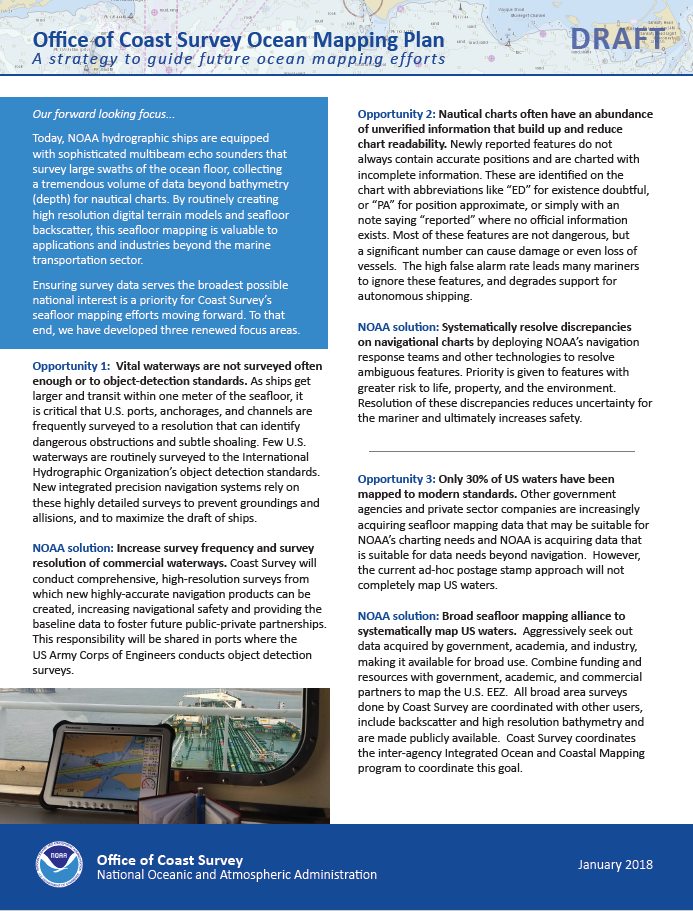 Office of Coast Survey Ocean Mapping Plan
DRAFT
A strategy to guide future ocean mapping efforts
Our forward looking focus...
Today, NOAA hydrographic ships are equipped
with sophisticated multibeam echo sounders that
survey large swaths of the ocean floor, collecting
a tremendous volume of data beyond bathymetry
(depth) for nautical charts. By routinely creating
high resolution digital terrain models and seafloor
backscatter, this seafloor mapping is valuable to
applications and industries beyond the marine
transportation sector.
Ensuring survey data serves the broadest possible
national interest is a priority for Coast Survey's
seafloor mapping efforts moving forward. To that
end, we have developed three renewed focus areas.
Opportunity 1: Vital waterways are not surveyed often
enough or to object-detection standards. As ships get
larger and transit within one meter of the seafloor, it
is critical that U.S. ports, anchorages, and channels are
frequently surveyed to a resolution that can identify
dangerous obstructions and subtle shoaling. Few U.S.
waterways are routinely surveyed to the International
Hydrographic Organization's object detection standards.
New integrated precision navigation systems rely on
these highly detailed surveys to prevent groundings and
allisions, and to maximize the draft of ships.
NOAA solution: Increase survey frequency and survey
resolution of commercial waterways. Coast Survey will
conduct comprehensive, high-resolution surveys from
which new highly-accurate navigation products can be
created, increasing navigational safety and providing the
baseline data to foster future public-private partnerships.
This responsibility will be shared in ports where the
US Army Corps of Engineers conducts object detection
surveys.
Opportunity 2: Nautical charts often have an abundance
of unverified information that build up and reduce
chart readability. Newly reported features do not
always contain accurate positions and are charted with
incomplete information. These are identified on the
chart with abbreviations like "ED" for existence doubtful,
or "PA" for position approximate, or simply with an
note saying "reported" where no official information
exists. Most of these features are not dangerous, but
a significant number can cause damage or even loss of
vessels. The high false alarm rate leads many mariners
to ignore these features, and degrades support for
autonomous shipping.
NOAA solution: Systematically resolve discrepancies
on navigational charts by deploying NOAA's navigation
response teams and other technologies to resolve
ambiguous features. Priority is given to features with
greater risk to life, property, and the environment.
Resolution of these discrepancies reduces uncertainty for
the mariner and ultimately increases safety.
Opportunity 3: Only 30% of US waters have been
mapped to modern standards. Other government
agencies and private sector companies are increasingly
acquiring seafloor mapping data that may be suitable for
NOAA's charting needs and NOAA is acquiring data that
is suitable for data needs beyond navigation. However,
the current ad-hoc postage stamp approach will not
completely map US waters.
NOAA solution: Broad seafloor mapping alliance to
systematically map US waters. Aggressively seek out
data acquired by government, academia, and industry,
making it available for broad use. Combine funding and
resources with government, academic, and commercial
partners to map the U.S. EEZ. All broad area surveys
done by Coast Survey are coordinated with other users,
include backscatter and high resolution bathymetry and
are made publicly available. Coast Survey coordinates
the inter-agency Integrated Ocean and Coastal Mapping
program to coordinate this goal.
NOAA
Office of Coast Survey
National Oceanic and Atmospheric Administration
January 2018